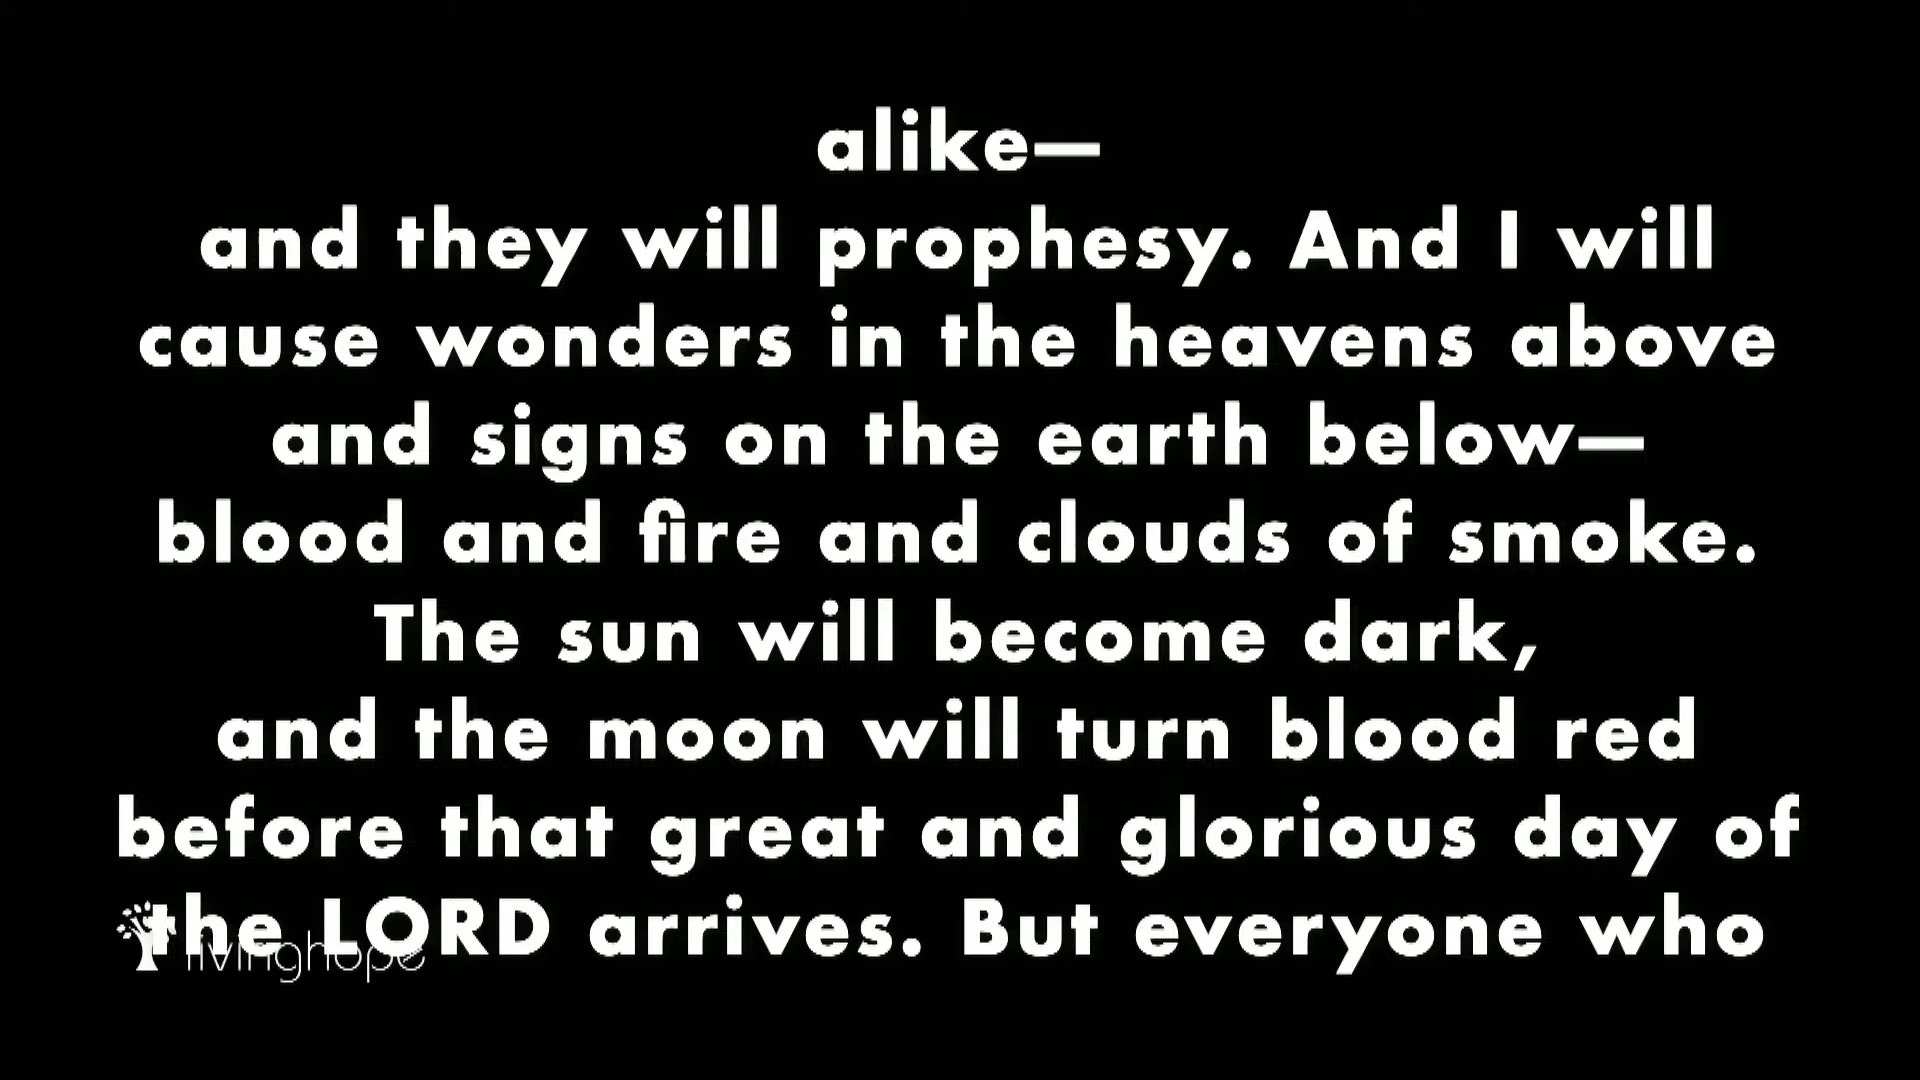 alike—
and they will prophesy. And I will
cause wonders in the heavens above
and signs on the earth below—
blood and fire and clouds of smoke.
The sun will become dark,
and the moon will turn blood red
before that great and glorious day of
the LORD arrives. But everyone who
livinghope